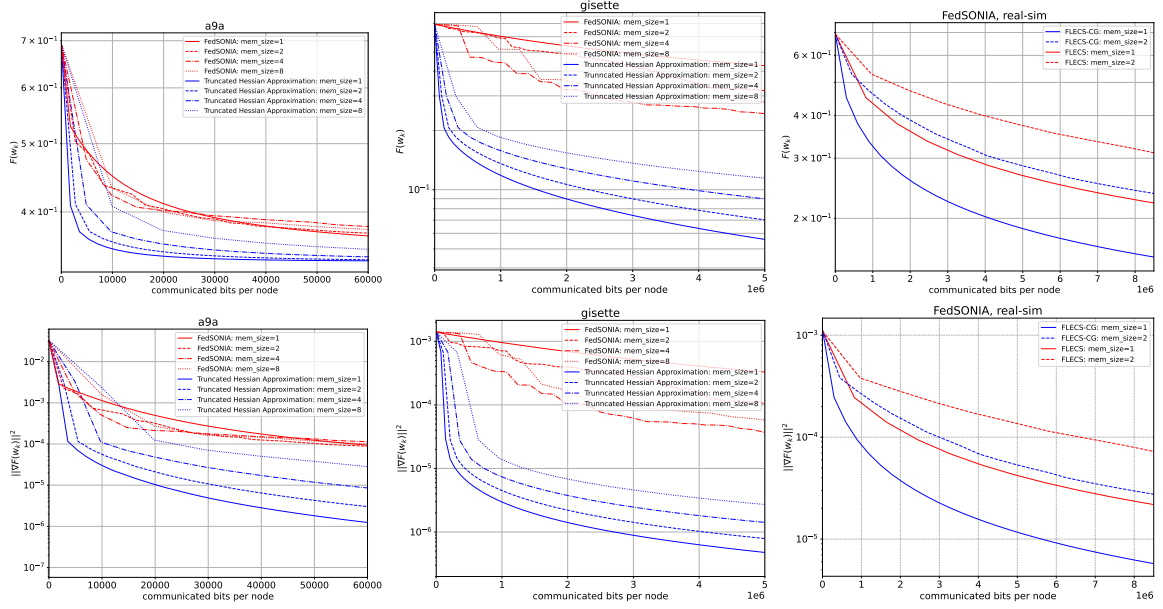 a9a
7 × 10⁻¹
6 × 10⁻¹
5 × 10⁻¹
4 × 10⁻¹
F(wₖ)
FedSONIA: mem_size=1
FedSONIA: mem_size=2
FedSONIA: mem_size=4
FedSONIA: mem_size=8
Truncated Hessian Approximation: mem_size=1
Truncated Hessian Approximation: mem_size=2
Truncated Hessian Approximation: mem_size=4
Truncated Hessian Approximation: mem_size=8
0 10000 20000 30000 40000 50000 60000
communicated bits per node
gisette
10⁻¹
F(wₖ)
FedSONIA: mem_size=1
FedSONIA: mem_size=2
FedSONIA: mem_size=4
FedSONIA: mem_size=8
Truncated Hessian Approximation: mem_size=1
Truncated Hessian Approximation: mem_size=2
Truncated Hessian Approximation: mem_size=4
Truncated Hessian Approximation: mem_size=8
0 1 2 3 4 5
communicated bits per node
1e6
FedSONIA, real-sim
6 × 10⁻¹
4 × 10⁻¹
3 × 10⁻¹
2 × 10⁻¹
F(wₖ)
FLECS-CG: mem_size=1
FLECS-CG: mem_size=2
FLECS: mem_size=1
FLECS: mem_size=2
0 1 2 3 4 5 6 7 8
communicated bits per node
1e6
a9a
10⁻²
10⁻³
10⁻⁴
10⁻⁵
10⁻⁶
10⁻⁷
||∇F(wₖ)||²
FedSONIA: mem_size=1
FedSONIA: mem_size=2
FedSONIA: mem_size=4
FedSONIA: mem_size=8
Truncated Hessian Approximation: mem_size=1
Truncated Hessian Approximation: mem_size=2
Truncated Hessian Approximation: mem_size=4
Truncated Hessian Approximation: mem_size=8
0 10000 20000 30000 40000 50000 60000
communicated bits per node
gisette
10⁻³
10⁻⁴
10⁻⁵
10⁻⁶
||∇F(wₖ)||²
FedSONIA: mem_size=1
FedSONIA: mem_size=2
FedSONIA: mem_size=4
FedSONIA: mem_size=8
Trunncated Hessian Approximation: mem_size=1
Truncated Hessian Approximation: mem_size=2
Truncated Hessian Approximation: mem_size=4
Truncated Hessian Approximation: mem_size=8
0 1 2 3 4 5
communicated bits per node
1e6
FedSONIA, real-sim
10⁻³
10⁻⁴
10⁻⁵
||∇F(wₖ)||²
FLECS-CG: mem_size=1
FLECS-CG: mem_size=2
FLECS: mem_size=1
FLECS: mem_size=2
0 1 2 3 4 5 6 7 8
communicated bits per node
1e6